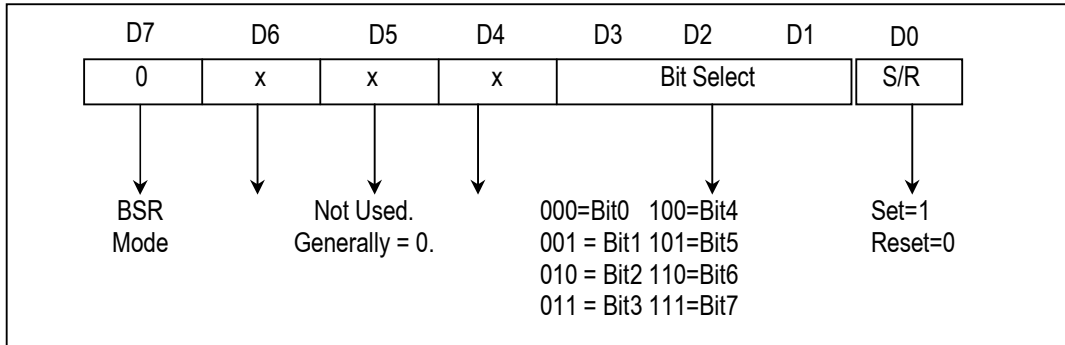 D7 D6 D5 D4 D3 D2 D1 D0
0 x x x Bit Select S/R
BSR Not Used. 000=Bit0 100=Bit4 Set=1
Mode Generally = 0. 001 = Bit1 101=Bit5 Reset=0
010 = Bit2 110=Bit6
011 = Bit3 111=Bit7